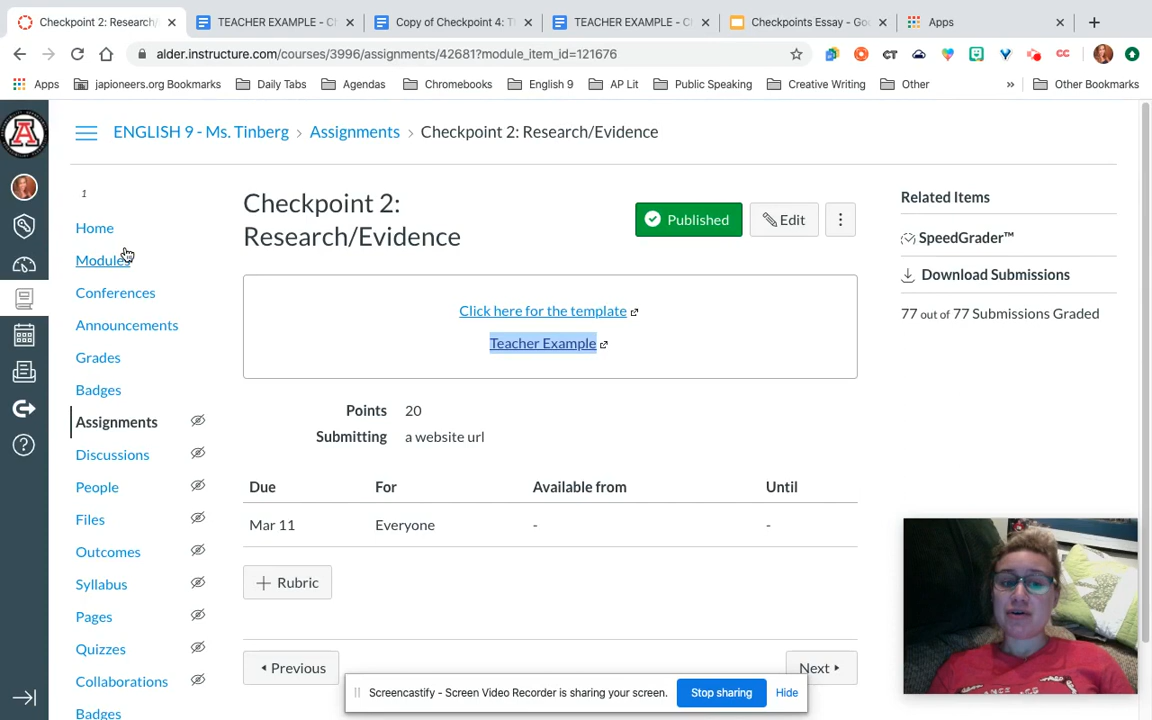 Checkpoint 2: Research/
TEACHER EXAMPLE - C
Copy of Checkpoint 4: T
TEACHER EXAMPLE - C
Checkpoints Essay - Goo
Apps
alder.instructure.com/courses/3996/assignments/42681?module_item_id=121676
CT
CC
Apps
japioneers.org Bookmarks
Daily Tabs
Agendas
Chromebooks
English 9
AP Lit
Public Speaking
Creative Writing
Other
»
Other Bookmarks
ENGLISH 9 - Ms. Tinberg › Assignments › Checkpoint 2: Research/Evidence
1
Home
Modules
Conferences
Announcements
Grades
Badges
Assignments
Discussions
People
Files
Outcomes
Syllabus
Pages
Quizzes
Collaborations
Badges
Checkpoint 2:
Research/Evidence
Published
Edit
Click here for the template
Teacher Example
Points 20
Submitting a website url
Due For Available from Until
Mar 11 Everyone - -
+ Rubric
Previous
Next
Related Items
SpeedGrader™
Download Submissions
77 out of 77 Submissions Graded
Screencastify - Screen Video Recorder is sharing your screen.
Stop sharing
Hide